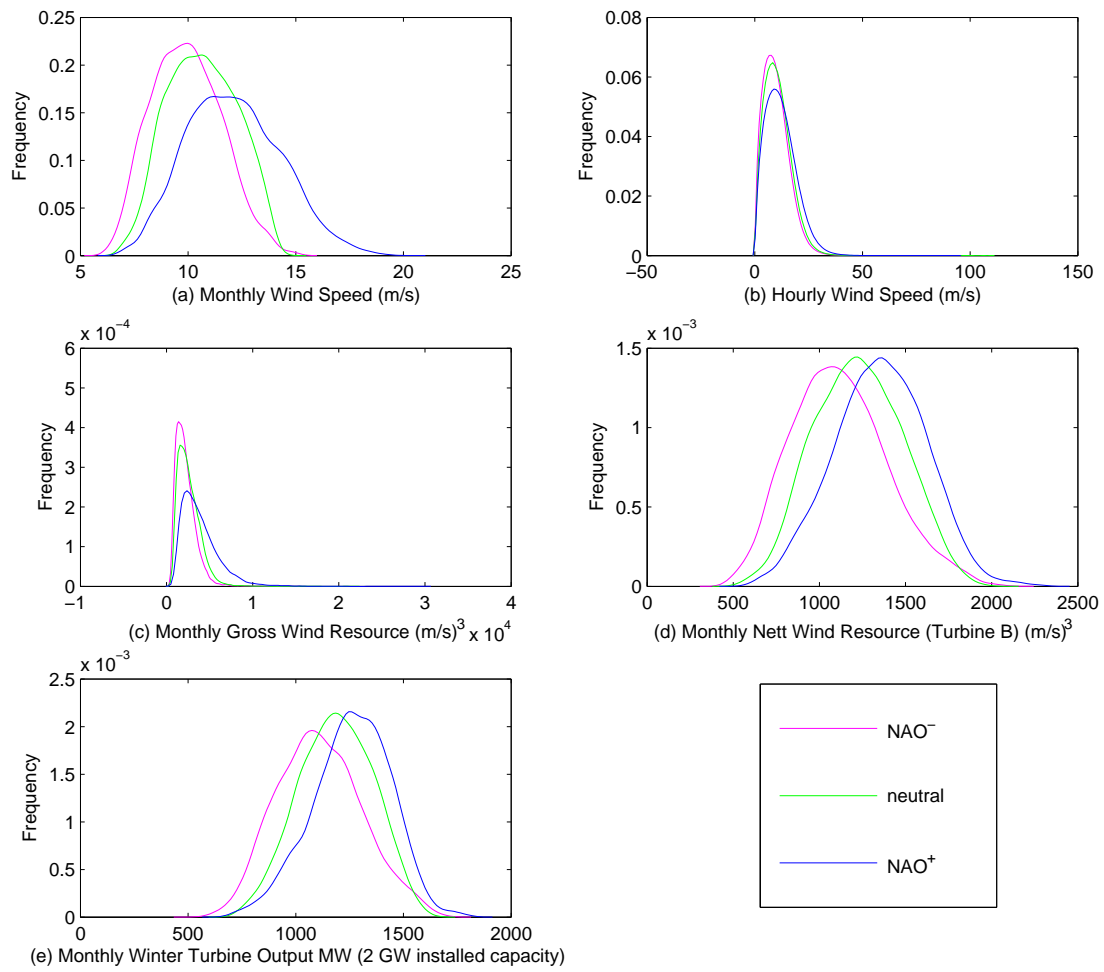 0.25
0.2
0.15
0.1
0.05
0
Frequency
5 10 15 20 25
(a) Monthly Wind Speed (m/s)
0.08
0.06
0.04
0.02
0
Frequency
−50 0 50 100 150
(b) Hourly Wind Speed (m/s)
x 10−4
6
5
4
3
2
1
0
Frequency
−1 0 1 2 3 4
(c) Monthly Gross Wind Resource (m/s)3 x 104
x 10−3
1.5
1
0.5
0
Frequency
0 500 1000 1500 2000 2500
(d) Monthly Nett Wind Resource (Turbine B) (m/s)3
x 10−3
2.5
2
1.5
1
0.5
0
Frequency
0 500 1000 1500 2000
(e) Monthly Winter Turbine Output MW (2 GW installed capacity)
NAO−
neutral
NAO+